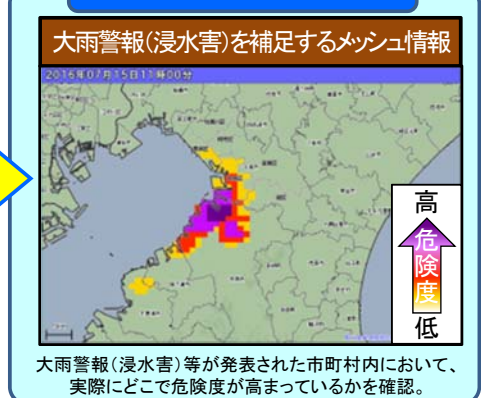 大雨警報(浸水害)を補足するメッシュ情報
2016年07月15日11時00分
高
危険度
低
大雨警報(浸水害)等が発表された市町村内において、
実際にどこで危険度が高まっているかを確認。